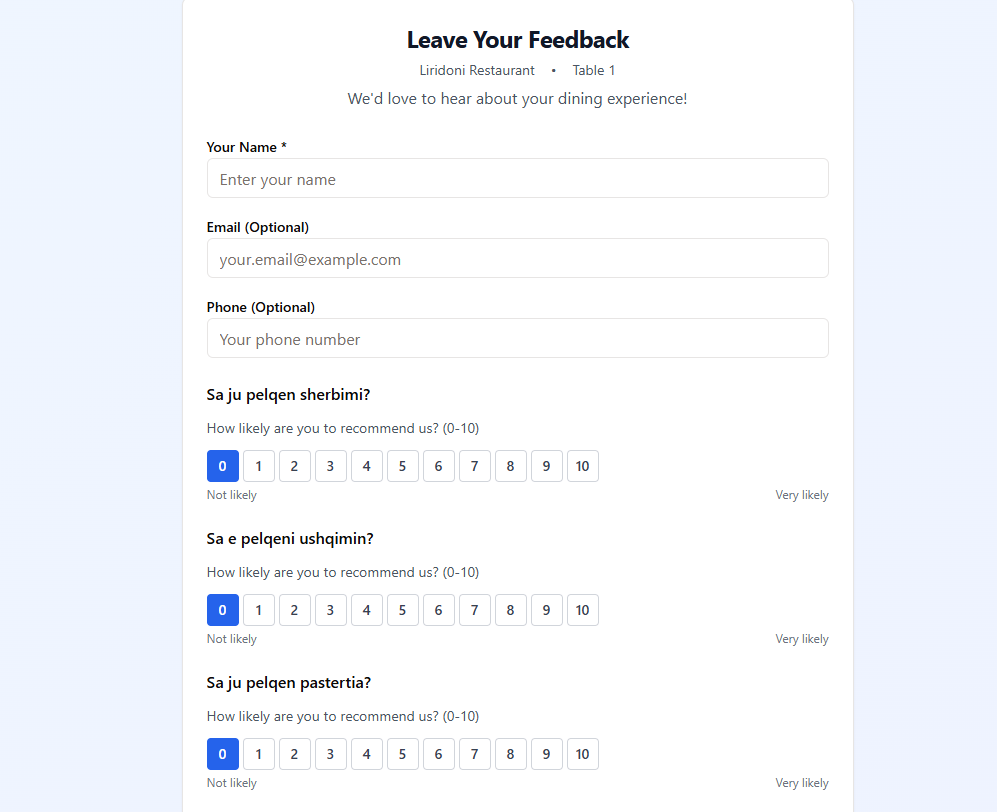 Leave Your Feedback
Liridoni Restaurant • Table 1
We'd love to hear about your dining experience!
Your Name *
Enter your name
Email (Optional)
your.email@example.com
Phone (Optional)
Your phone number
Sa ju pelqen sherbimi?
How likely are you to recommend us? (0-10)
0 1 2 3 4 5 6 7 8 9 10
Not likely Very likely
Sa e pelqeni ushqimin?
How likely are you to recommend us? (0-10)
0 1 2 3 4 5 6 7 8 9 10
Not likely Very likely
Sa ju pelqen pastertia?
How likely are you to recommend us? (0-10)
0 1 2 3 4 5 6 7 8 9 10
Not likely Very likely